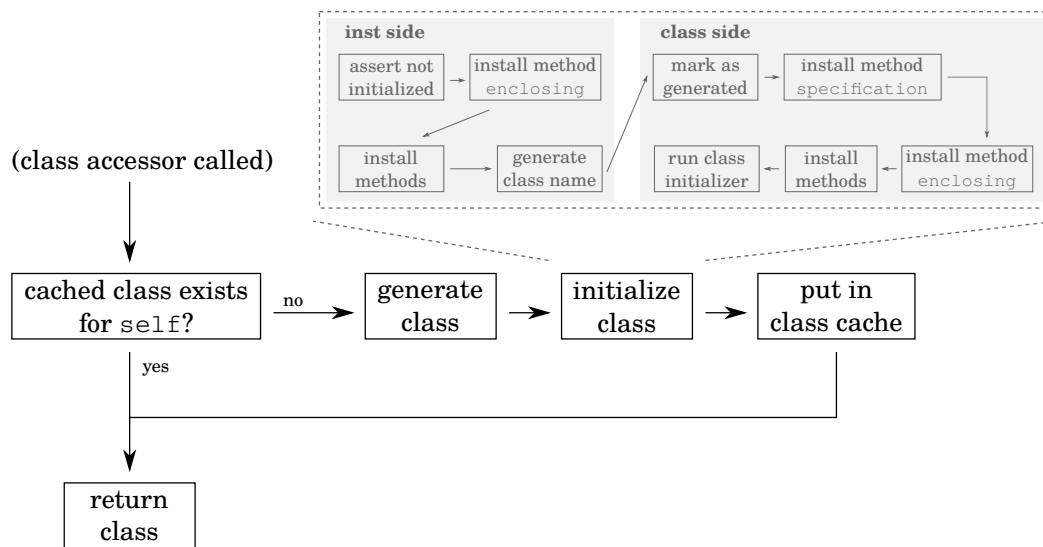 inst side
assert not
initialized
install method
enclosing
install
methods
generate
class name
class side
mark as
generated
install method
specification
run class
initializer
install
methods
install method
enclosing
(class accessor called)
cached class exists
for self?
no
generate
class
initialize
class
put in
class cache
yes
return
class